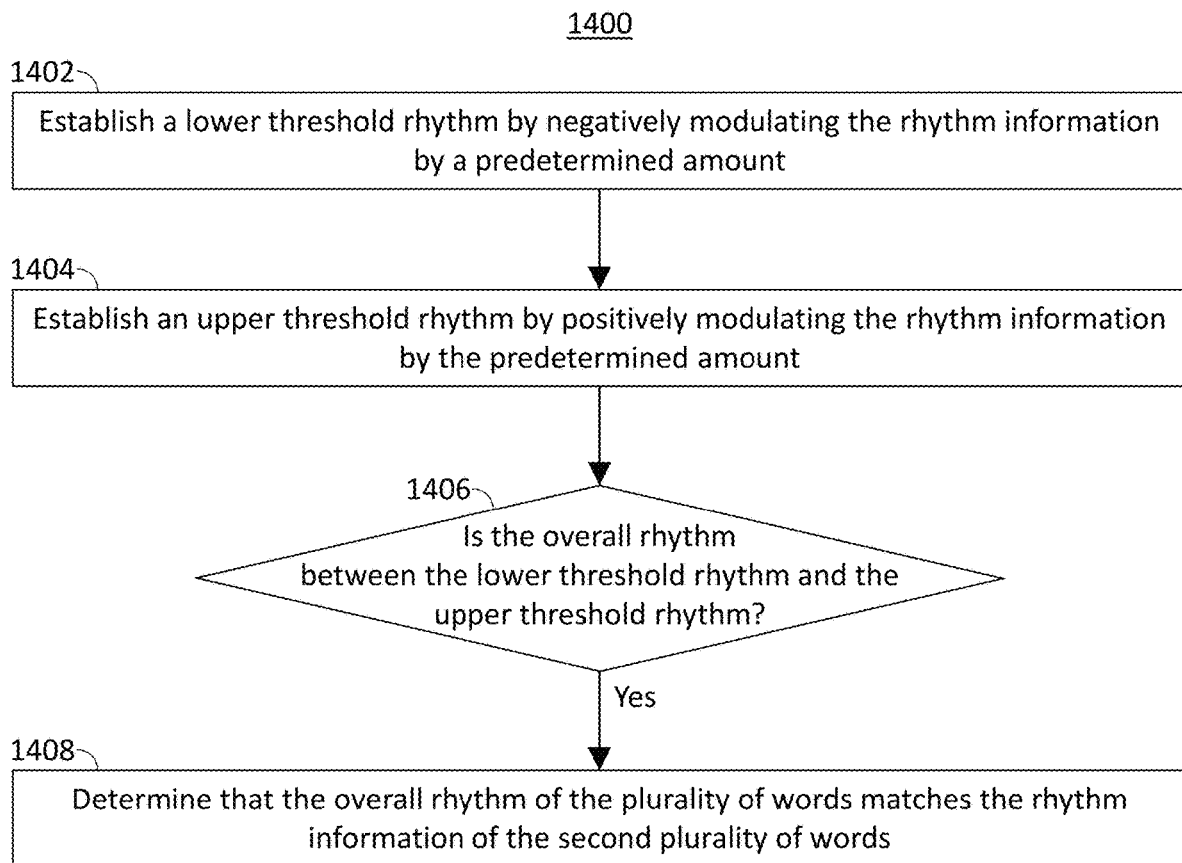 1400
1402
Establish a lower threshold rhythm by negatively modulating the rhythm information
by a predetermined amount
1404
Establish an upper threshold rhythm by positively modulating the rhythm information
by the predetermined amount
1406
Is the overall rhythm
between the lower threshold rhythm and the
upper threshold rhythm?
Yes
1408
Determine that the overall rhythm of the plurality of words matches the rhythm
information of the second plurality of words